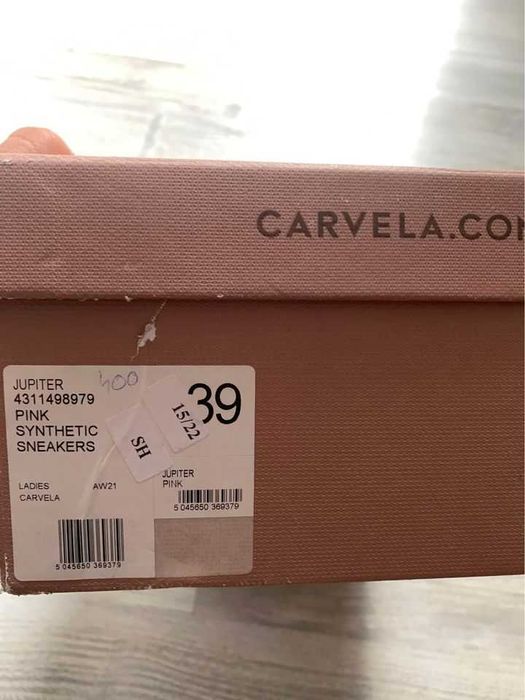 CARVELA.CO
JUPITER
4311498979
PINK
SYNTHETIC
SNEAKERS
LADIES AW21
CARVELA
5 045650 369379
400
39
15/22
SH
JUPITER
PINK
5 045650 369379